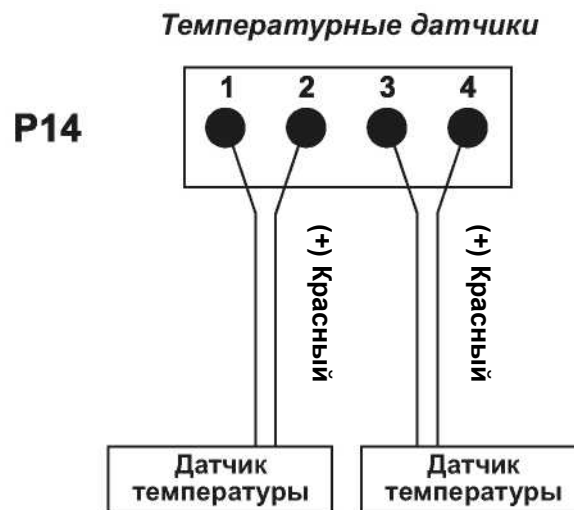 Температурные датчики
1 2 3 4
P14
(+) Красный
(+) Красный
Датчик
температуры
Датчик
температуры